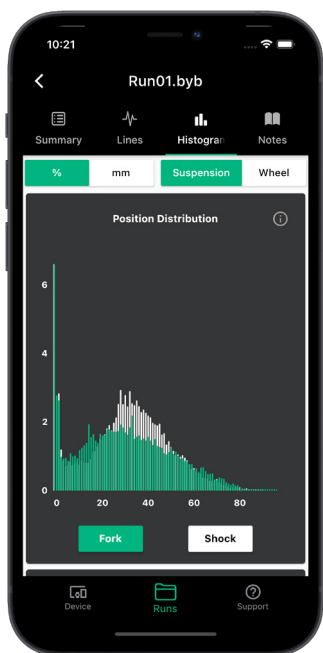 10:21
Run01.byb
Summary Lines Histogran Notes
% mm Suspension Wheel
Position Distribution
6
4
2
0
0 20 40 60 80
Fork Shock
Device Runs Support